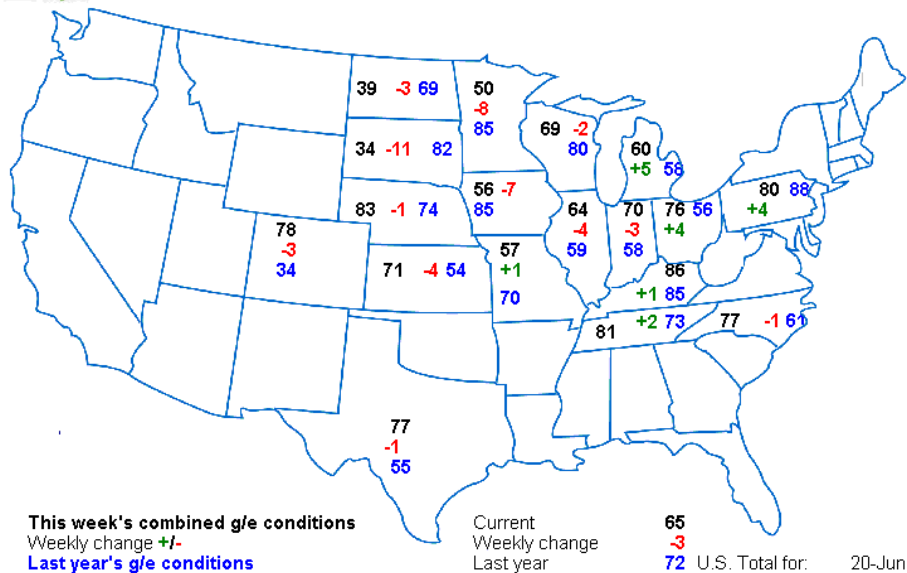 39 -3 69
50
-8
85
69 -2
80
60
+5 58
34 -11 82
56 -7
85
80 88
+4
83 -1 74
64
-4
59
70
-3
58
76 56
+4
78
-3
34
57
+1
70
71 -4 54
86
+1 85
81 +2 73
77 -1 61
77
-1
55
This week's combined g/e conditions
Weekly change +/-
Last year's g/e conditions
Current 65
Weekly change -3
Last year 72 U.S. Total for: 20-Jun